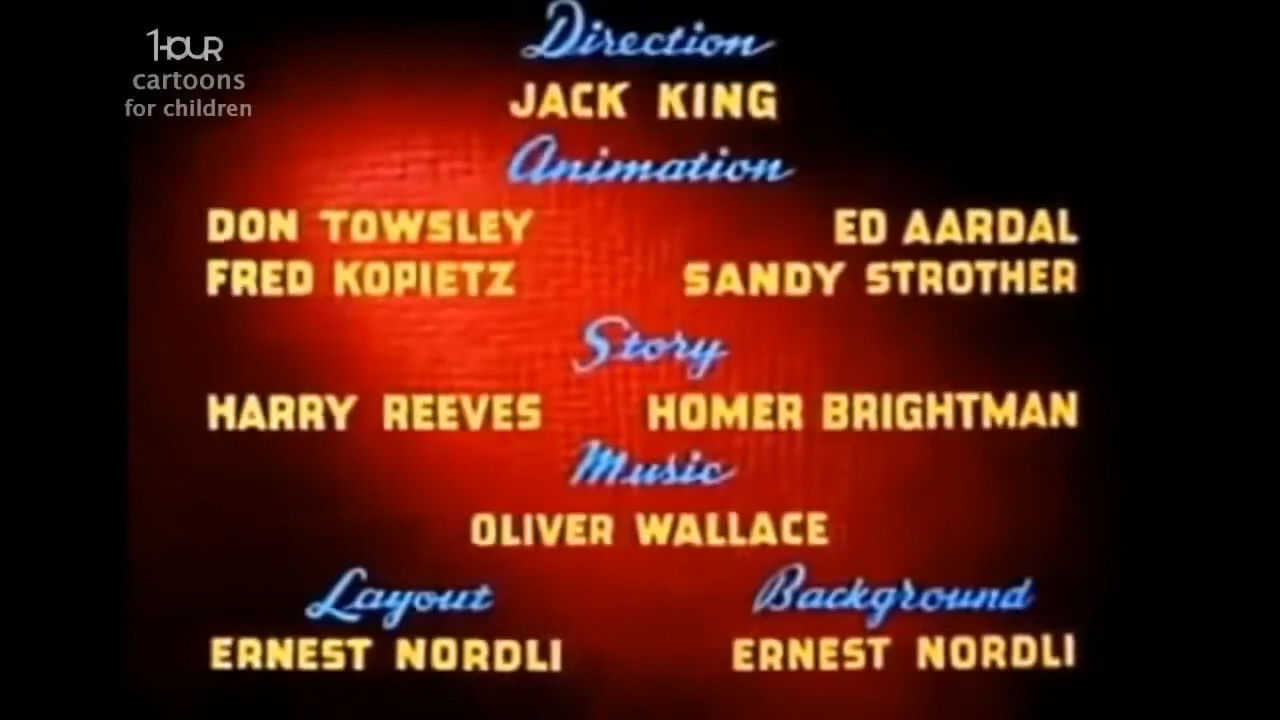 1HOUR
cartoons
for children
Direction
JACK KING
Animation
DON TOWSLEY ED AARDAL
FRED KOPIETZ SANDY STROTHER
Story
HARRY REEVES HOMER BRIGHTMAN
Music
OLIVER WALLACE
Layout Background
ERNEST NORDLI ERNEST NORDLI